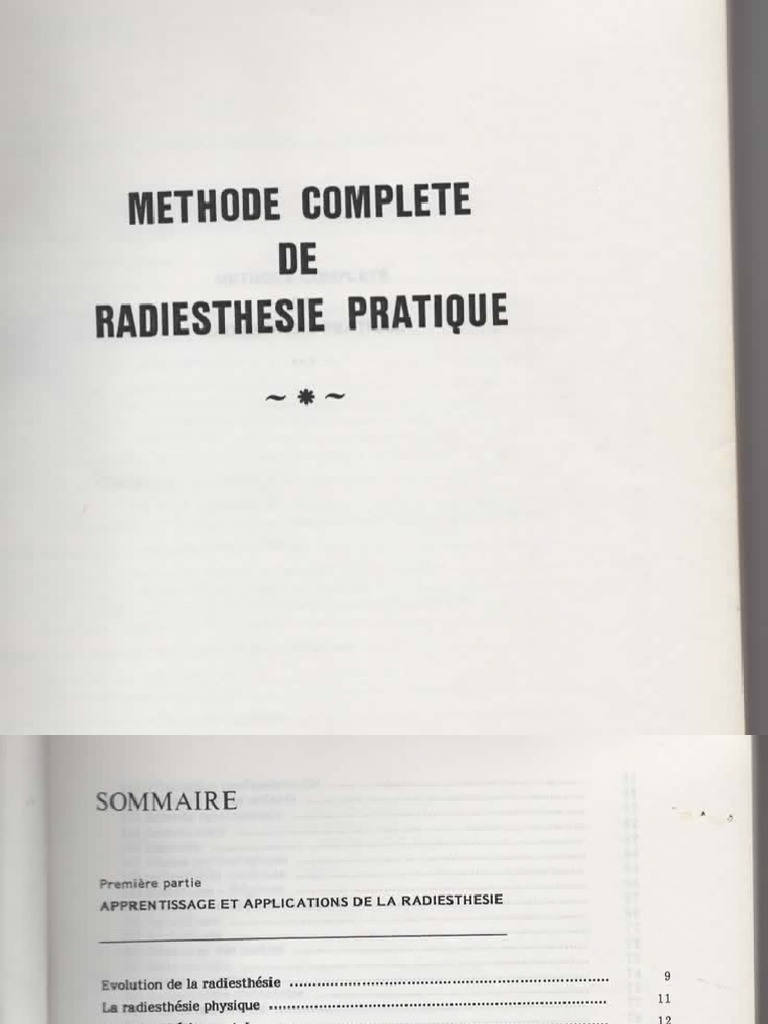 METHODE COMPLETE
DE
RADIESTHESIE PRATIQUE
~ * ~
SOMMAIRE
Première partie
APPRENTISSAGE ET APPLICATIONS DE LA RADIESTHESIE
Evolution de la radiesthésie ........................ 9
La radiesthésie physique ........................ 11
12